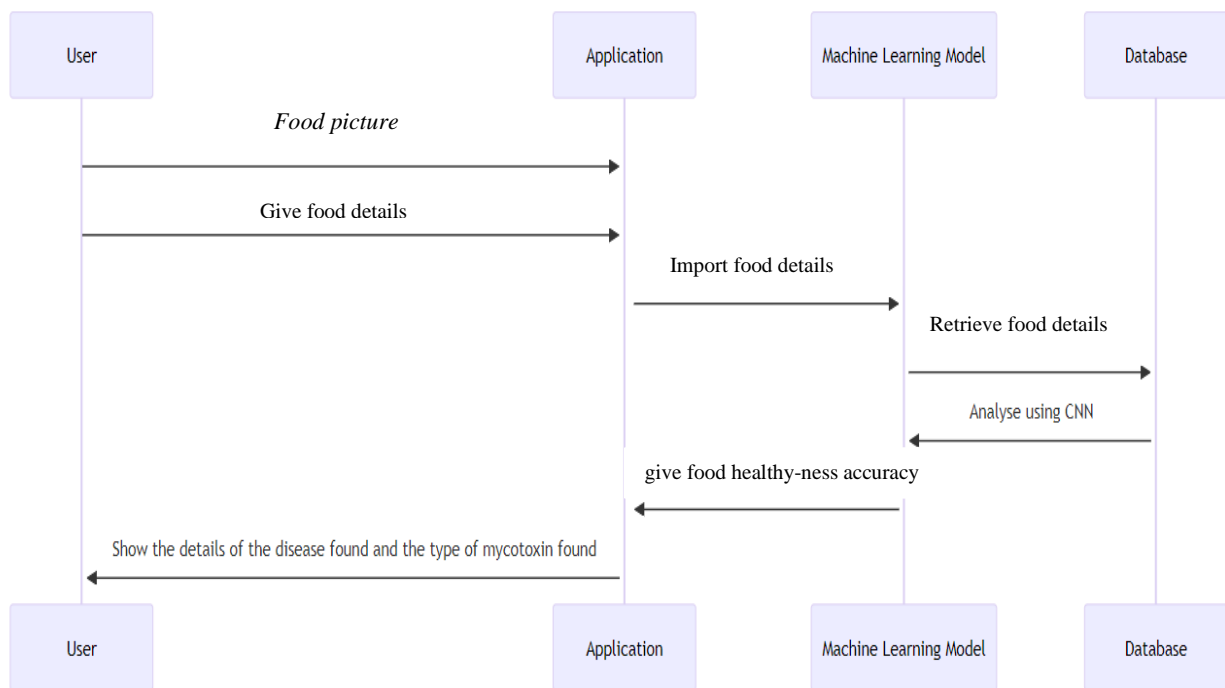 User
Application
Machine Learning Model
Database
Food picture
Give food details
Import food details
Retrieve food details
Analyse using CNN
give food healthy-ness accuracy
Show the details of the disease found and the type of mycotoxin found
User
Application
Machine Learning Model
Database